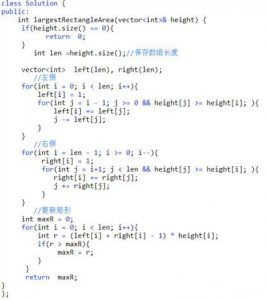 class Solution {
public:
int largestRectangleArea(vector<int>& height) {
if(height.size() == 0){
return 0;
}
int len =height.size();//保存数组长度
vector<int> left(len), right(len);
//左侧
for(int i = 0; i < len; i++){
left[i] = 1;
for(int j = i - 1; j >= 0 && height[j] >= height[i]; ){
left[i] += left[j];
j -= left[j];
}
}
//右侧
for(int i = len - 1; i >= 0; i--){
right[i] = 1;
for(int j = i+1; j < len && height[j] >= height[i]; ){
right[i] += right[j];
j += right[j];
}
}
//更新矩形
int maxR = 0;
for(int i = 0; i < len; i++){
int r = (left[i] + right[i] - 1) * height[i];
if(r > maxR){
maxR = r;
}
}
return maxR;
}
};